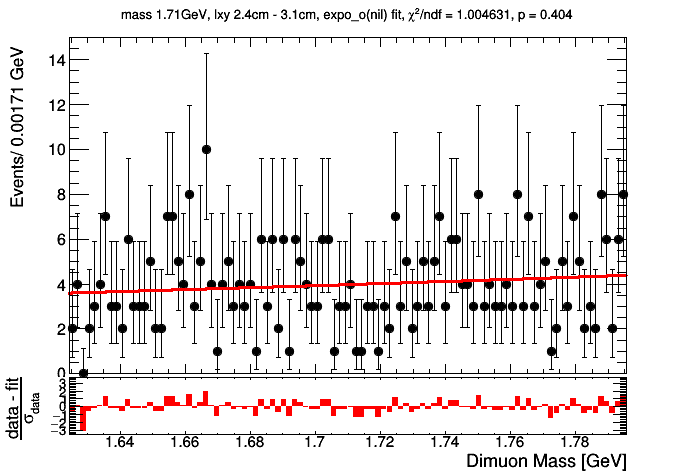 mass 1.71GeV, lxy 2.4cm - 3.1cm, expo_o(nil) fit, χ²/ndf = 1.004631, p = 0.404
Events/ 0.00171 GeV
14
12
10
8
6
4
2
0
data - fit
σdata
3
2
1
0
−1
−2
−3
1.64 1.66 1.68 1.7 1.72 1.74 1.76 1.78
Dimuon Mass [GeV]